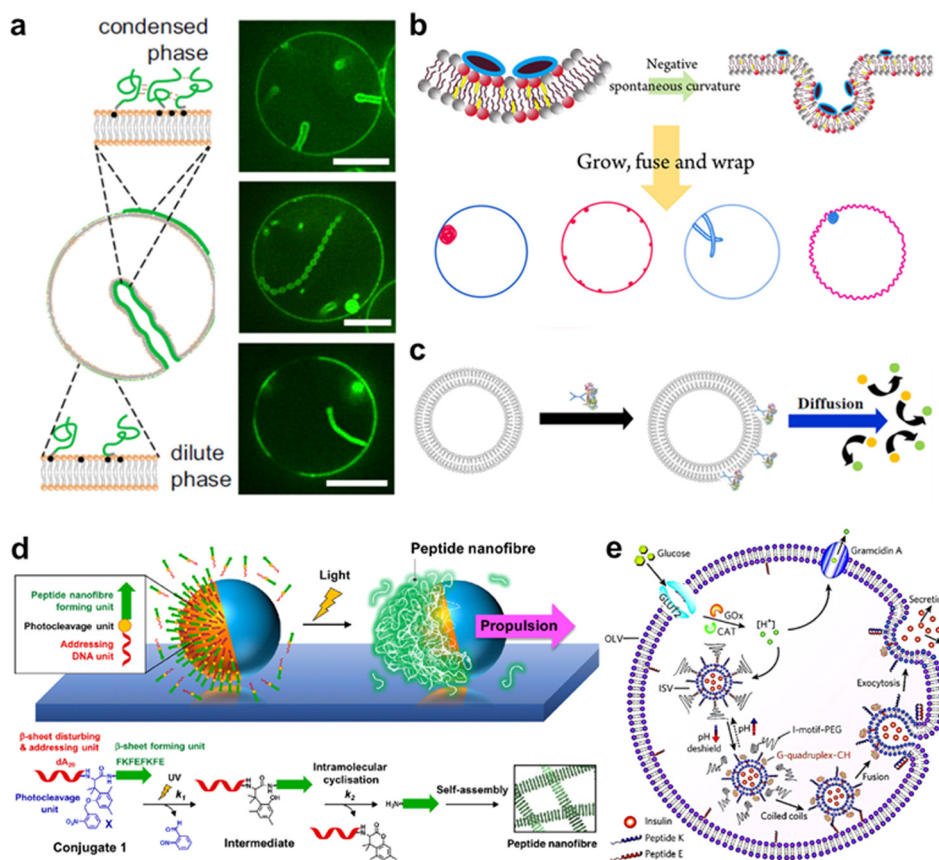 a
condensed
phase
dilute
phase
b
Negative
spontaneous curvature
Grow, fuse and wrap
c
Diffusion
d
Peptide nanofibre
forming unit
Photocleavage unit
Addressing
DNA unit
Light
Peptide nanofibre
Propulsion
β-sheet disturbing
& addressing unit
dA20
β-sheet forming unit
FKFEFKFE
Photocleavage
unit
X
Conjugate 1
UV
k1
Intermediate
Intramolecular
cyclisation
k2
Self-assembly
Peptide nanofibre
e
Glucose
GLUT2
Gramcidin A
GOx
CAT
[H+]
OLV
ISV
Secretion
Exocytosis
pH
deshield
pH
I-motif-PEG
G-quadruplex-CH
Fusion
Coiled coils
Insulin
Peptide K
Peptide E